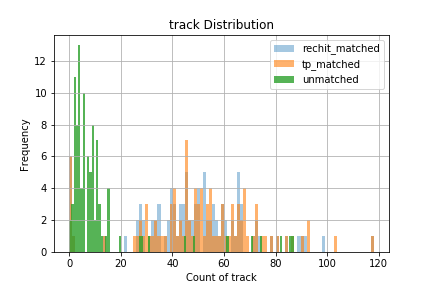 track Distribution
rechit_matched
tp_matched
unmatched
Frequency
12
10
8
6
4
2
0
0 20 40 60 80 100 120
Count of track